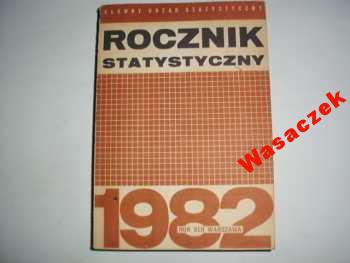 GŁÓWNY URZĄD STATYSTYCZNY
ROCZNIK
STATYSTYCZNY
Wasaczek
1982
ROK XLII WARSZAWA